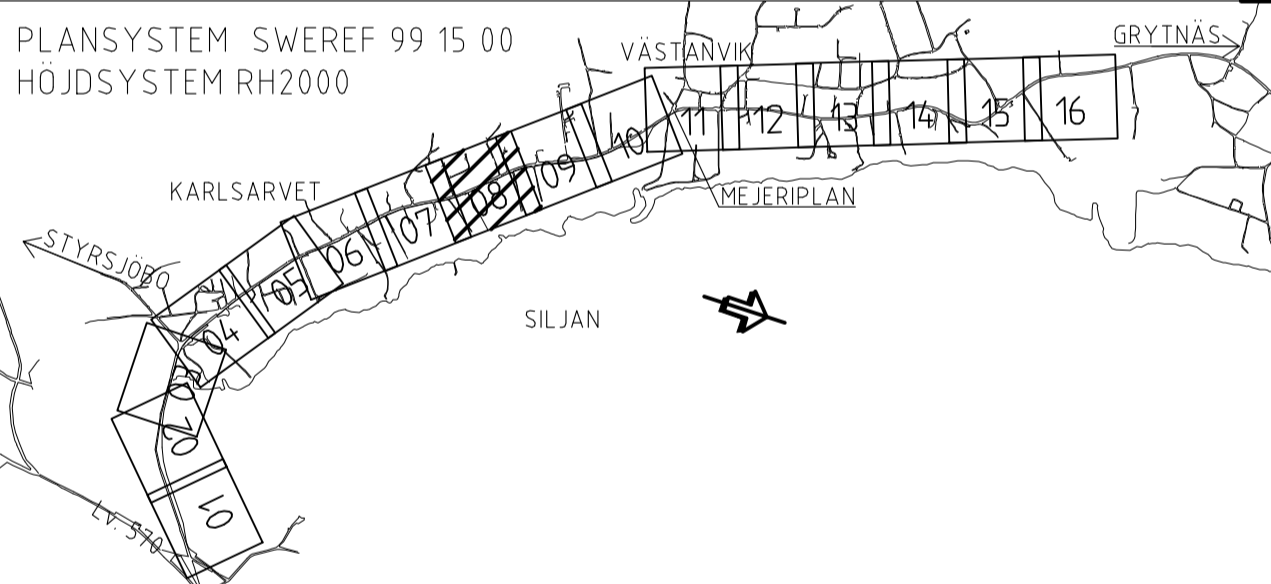 PLANSYSTEM SWEREF 99 15 00
HÖJDSYSTEM RH2000
VÄSTANVIK
GRYTNÄS
KARLSARVET
MEJERIPLAN
STYRSJÖBO
SILJAN
LV. 570
01
02
03
04
05
06
07
08
09
10
11
12
13
14
15
16